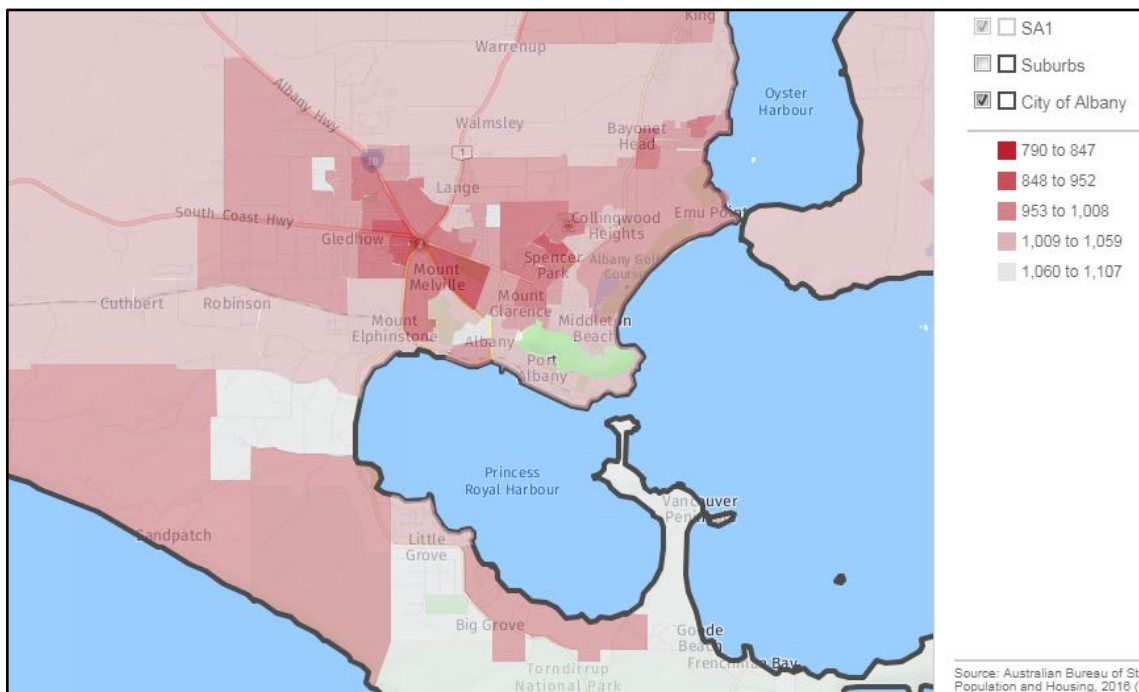 King
Warrenup
Albany Hwy
Walmsley
Oyster
Harbour
Bayonet
Head
1
Lange
South Coast Hwy
Gledhow
Collingwood
Heights
Emu Point
Spencer
Park
Albany Golf
Course
Mount
Melville
Cuthbert
Robinson
Mount
Clarence
Mount
Elphinstone
Middleton
Beach
Albany
Port
Albany
Princess
Royal Harbour
Vancouver
Peninsula
Sandpatch
Little
Grove
Big Grove
Goode
Beach
Frenchman Bay
Torndirrup
National Park
SA1
Suburbs
City of Albany
790 to 847
848 to 952
953 to 1,008
1,009 to 1,059
1,060 to 1,107
Source: Australian Bureau of St
Population and Housing, 2016 (